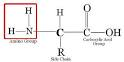 H O
H N C C OH
H
Amino Group
Carboxylic Acid
Group
R
Side Chain